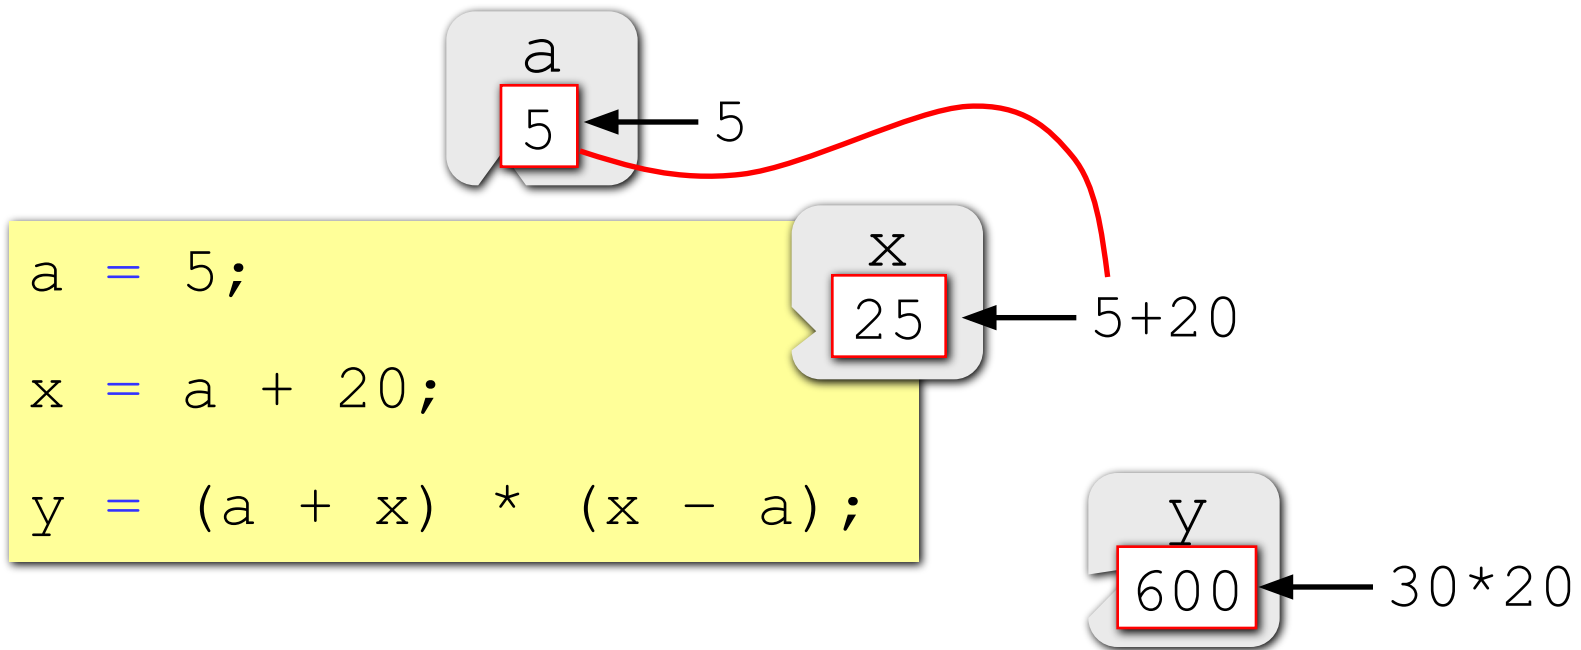 a
5 5
a = 5;
x
25 5+20
x = a + 20;
y = (a + x) * (x - a);
y
600 30*20